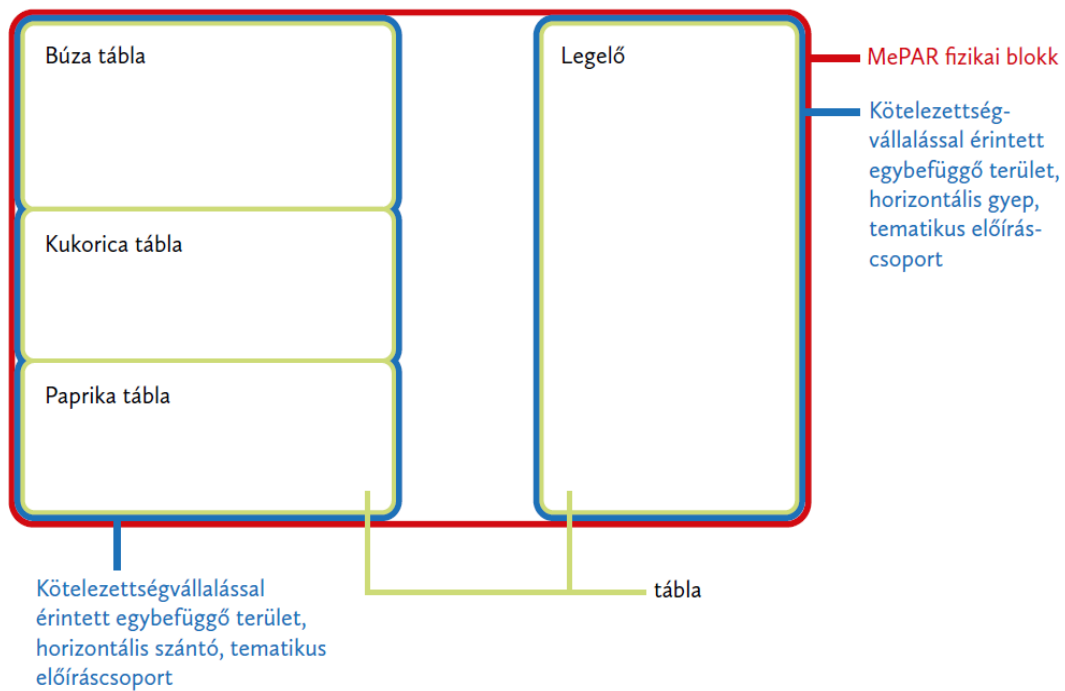 Búza tábla
Legelő
MePAR fizikai blokk
Kötelezettség-
vállalással érintett
egybefüggő terület,
horizontális gyep,
tematikus előírás-
csoport
Kukorica tábla
Paprika tábla
tábla
Kötelezettségvállalással
érintett egybefüggő terület,
horizontális szántó, tematikus
előíráscsoport